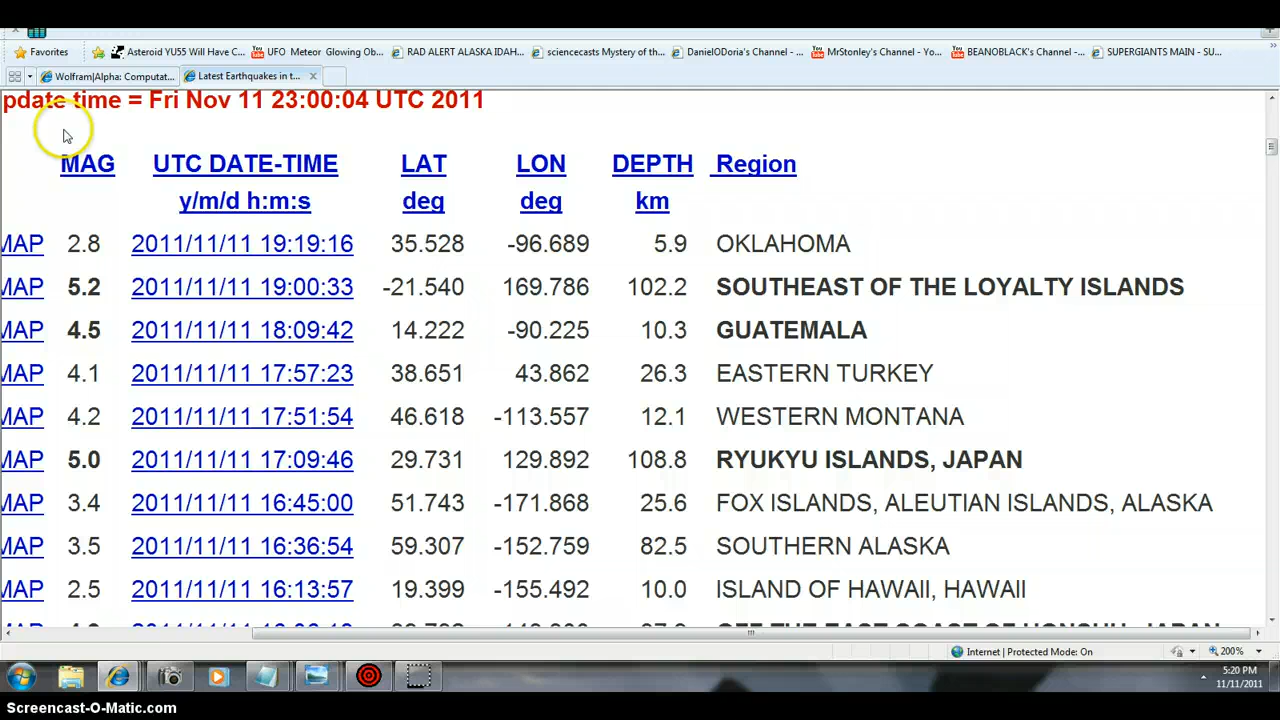 Favorites Asteroid YU55 Will Have C... UFO Meteor Glowing Ob... RAD ALERT ALASKA IDAH... sciencecasts Mystery of th... DanielofDoria's Channel - ... MrStonley's Channel - Yo... BEANOBLACK's Channel - ... SUPERGIANTS MAIN - SU...
Wolfram|Alpha: Computat... Latest Earthquakes in t... x
pdate time = Fri Nov 11 23:00:04 UTC 2011
MAG UTC DATE-TIME LAT LON DEPTH Region
y/m/d h:m:s deg deg km
MAP 2.8 2011/11/11 19:19:16 35.528 -96.689 5.9 OKLAHOMA
MAP 5.2 2011/11/11 19:00:33 -21.540 169.786 102.2 SOUTHEAST OF THE LOYALTY ISLANDS
MAP 4.5 2011/11/11 18:09:42 14.222 -90.225 10.3 GUATEMALA
MAP 4.1 2011/11/11 17:57:23 38.651 43.862 26.3 EASTERN TURKEY
MAP 4.2 2011/11/11 17:51:54 46.618 -113.557 12.1 WESTERN MONTANA
MAP 5.0 2011/11/11 17:09:46 29.731 129.892 108.8 RYUKYU ISLANDS, JAPAN
MAP 3.4 2011/11/11 16:45:00 51.743 -171.868 25.6 FOX ISLANDS, ALEUTIAN ISLANDS, ALASKA
MAP 3.5 2011/11/11 16:36:54 59.307 -152.759 82.5 SOUTHERN ALASKA
MAP 2.5 2011/11/11 16:13:57 19.399 -155.492 10.0 ISLAND OF HAWAII, HAWAII
MAP OFF THE EAST COAST OF HONSHU, JAPAN
Internet | Protected Mode: On 200%
5:20 PM
11/11/2011
Screencast-O-Matic.com